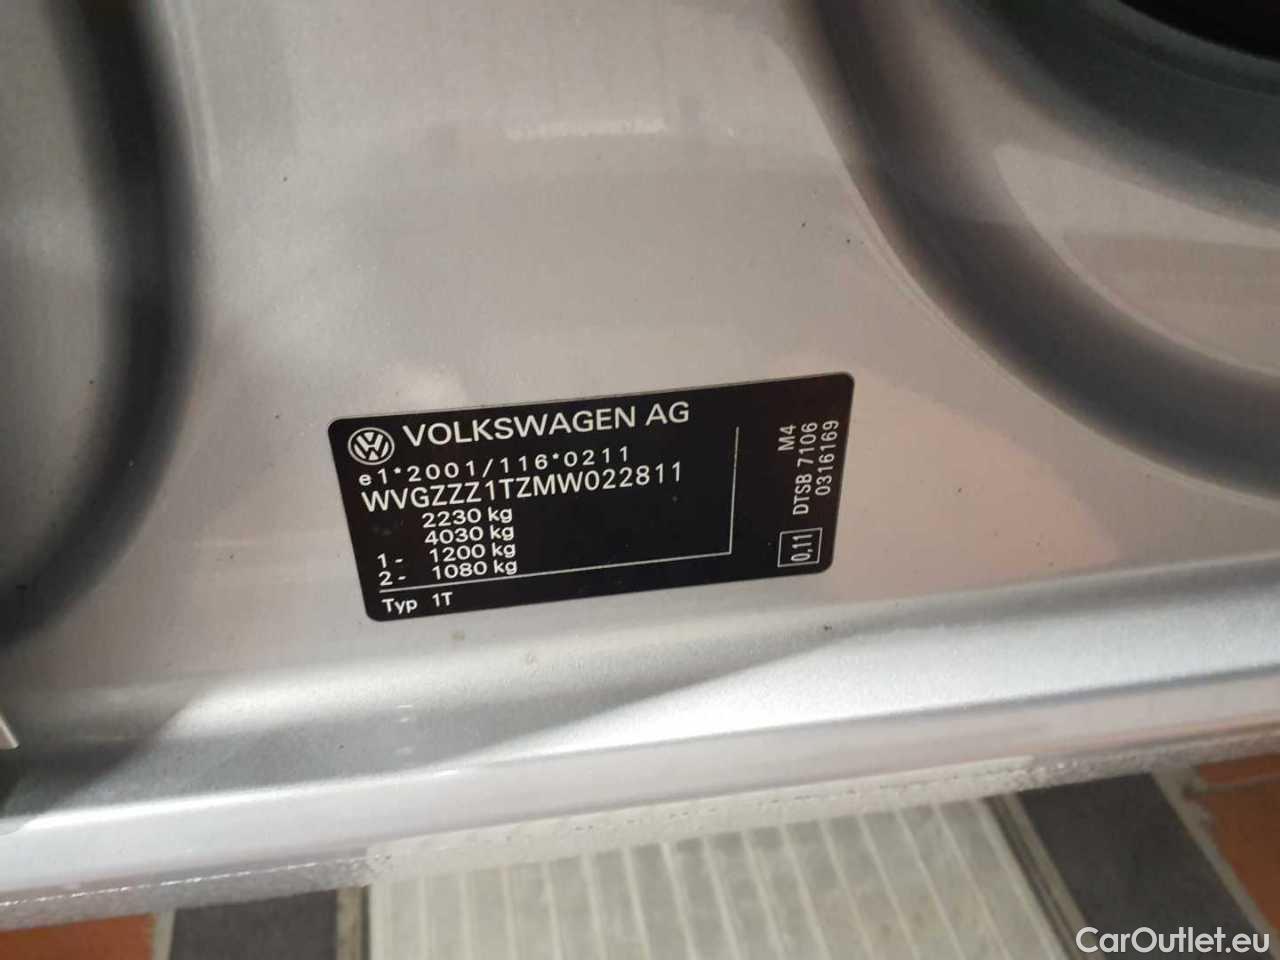 VOLKSWAGEN AG
e1*2001/116*0211
WVGZZZ1TZMW022811
2230 kg
4030 kg
1- 1200 kg
2- 1080 kg
Typ 1T
M4
DTSB 7106
0316169
0,11
CarOutlet.eu